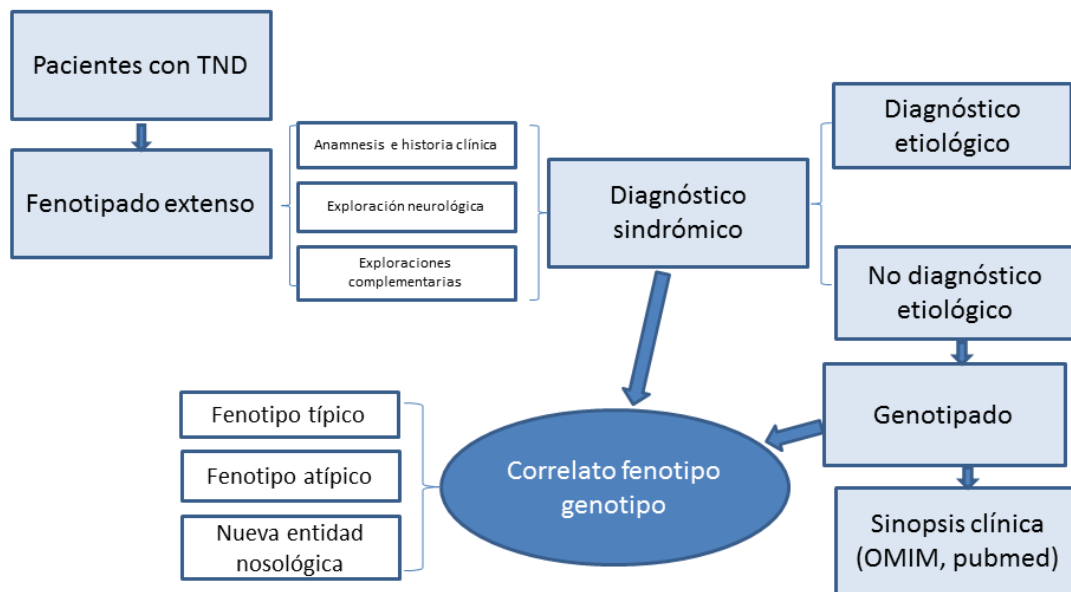 Pacientes con TND
Fenotipado extenso
Anamnesis e historia clínica
Exploración neurológica
Exploraciones
complementarias
Diagnóstico
sindrómico
Diagnóstico
etiológico
No diagnóstico
etiológico
Genotipado
Sinopsis clínica
(OMIM, pubmed)
Correlato fenotipo
genotipo
Fenotipo típico
Fenotipo atípico
Nueva entidad
nosológica